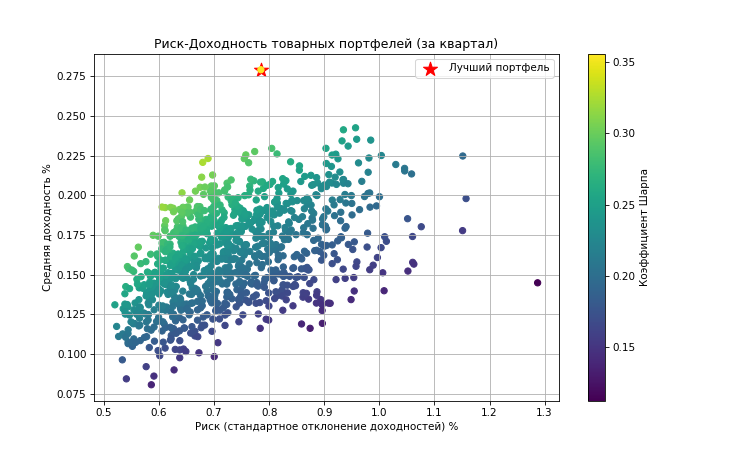 Риск-Доходность товарных портфелей (за квартал)
Лучший портфель
Средняя доходность %
0.275
0.250
0.225
0.200
0.175
0.150
0.125
0.100
0.075
0.5 0.6 0.7 0.8 0.9 1.0 1.1 1.2 1.3
Риск (стандартное отклонение доходностей) %
0.35
0.30
0.25
0.20
0.15
Коэффициент Шарпа